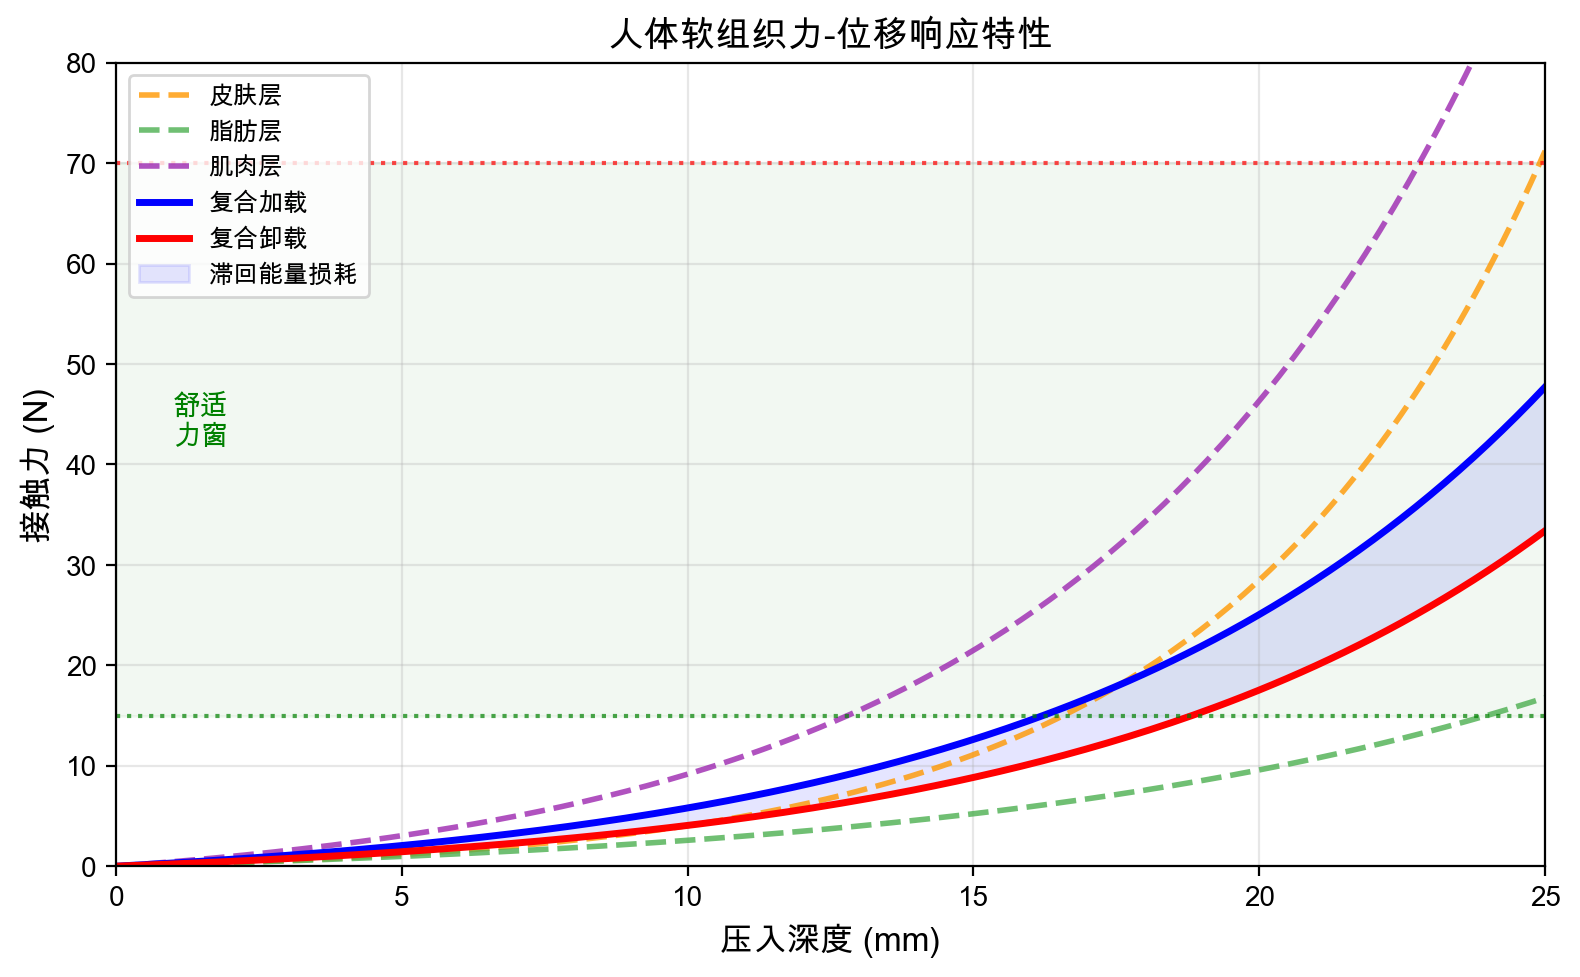 人体软组织力-位移响应特性
80
70
60
50
40
30
20
10
0
接触力 (N)
皮肤层
脂肪层
肌肉层
复合加载
复合卸载
滞回能量损耗
舒适
力窗
0
5
10
15
20
25
压入深度 (mm)